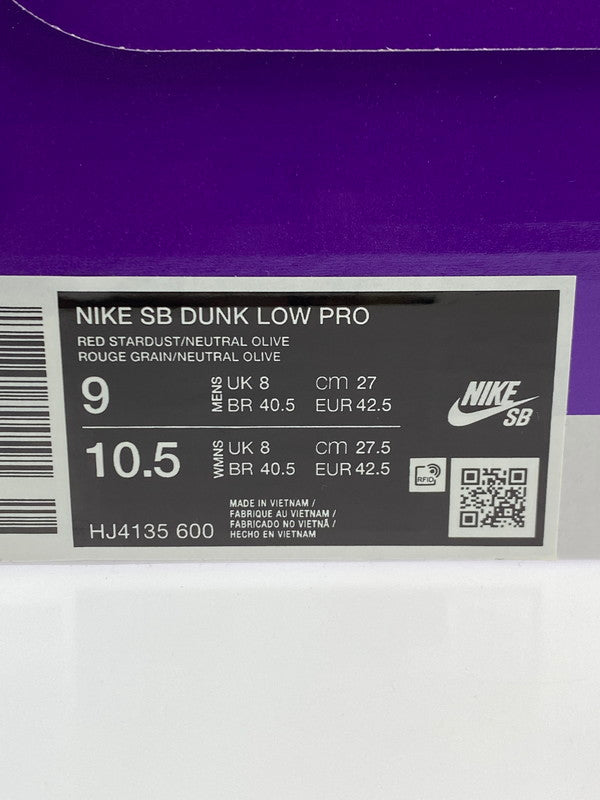 NIKE SB DUNK LOW PRO
RED STARDUST/NEUTRAL OLIVE
ROUGE GRAIN/NEUTRAL OLIVE
9 MENS UK 8 cm 27
BR 40.5 EUR 42.5
NIKE
SB
10.5 WMNS UK 8 cm 27.5
BR 40.5 EUR 42.5
RFID
HJ4135 600
MADE IN VIETNAM /
FABRIQUE AU VIETNAM /
FABRICADO NO VIETNÃ /
HECHO EN VIETNAM